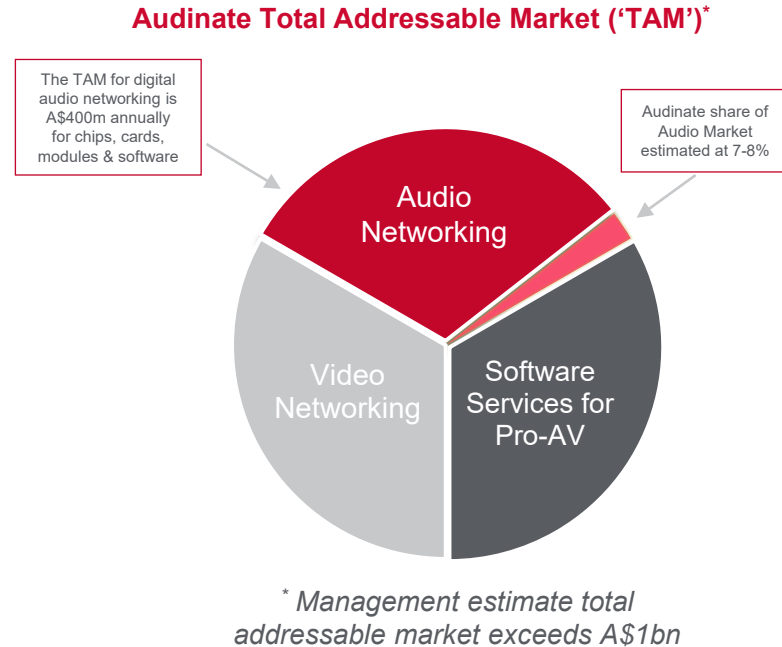 Audinate Total Addressable Market (‘TAM’)*
The TAM for digital
audio networking is
A$400m annually
for chips, cards,
modules & software
Audinate share of
Audio Market
estimated at 7-8%
Audio
Networking
Video
Networking
Software
Services for
Pro-AV
* Management estimate total
addressable market exceeds A$1bn